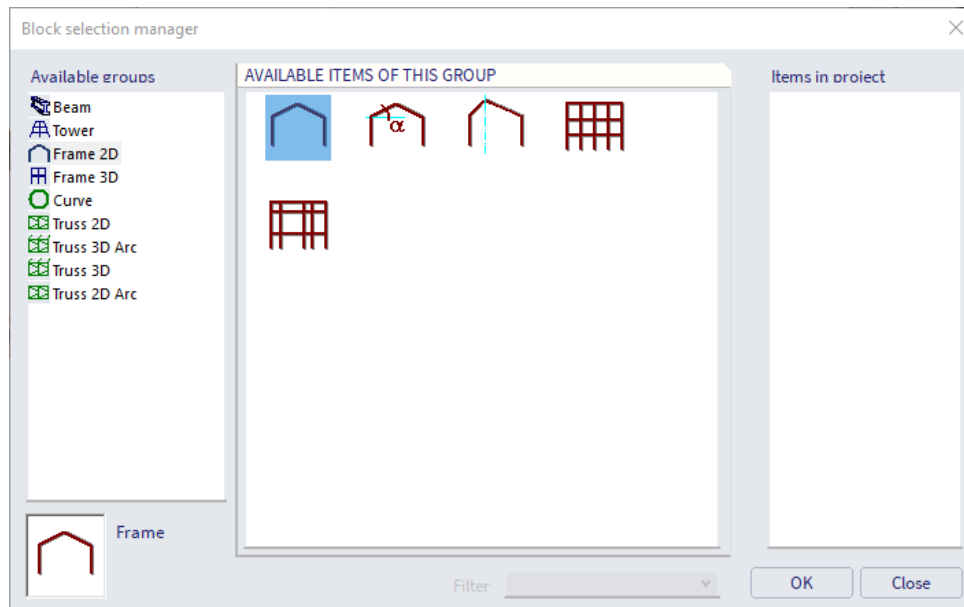 Block selection manager
Available groups
Beam
Tower
Frame 2D
Frame 3D
Curve
Truss 2D
Truss 3D Arc
Truss 3D
Truss 2D Arc
Frame
AVAILABLE ITEMS OF THIS GROUP
α
Filter
Items in project
OK
Close